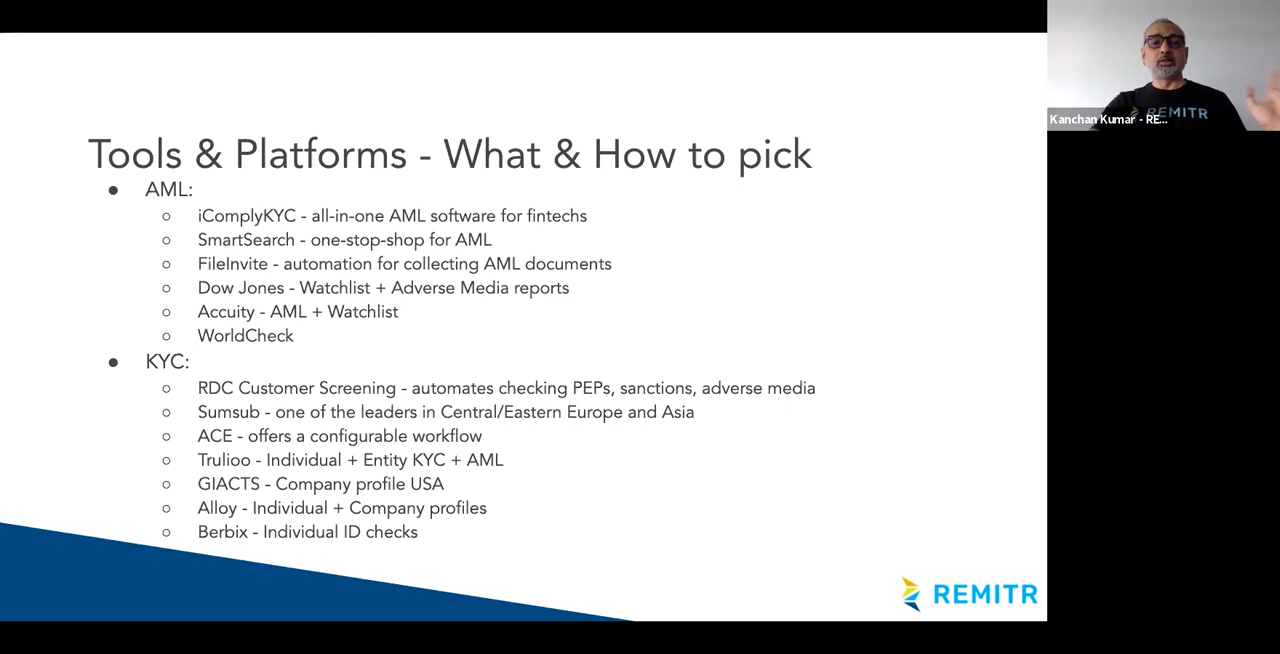 Tools & Platforms - What & How to pick
● AML:
○ iComplyKYC - all-in-one AML software for fintechs
○ SmartSearch - one-stop-shop for AML
○ FileInvite - automation for collecting AML documents
○ Dow Jones - Watchlist + Adverse Media reports
○ Accuity - AML + Watchlist
○ WorldCheck
● KYC:
○ RDC Customer Screening - automates checking PEPs, sanctions, adverse media
○ Sumsub - one of the leaders in Central/Eastern Europe and Asia
○ ACE - offers a configurable workflow
○ Trulioo - Individual + Entity KYC + AML
○ GIACTS - Company profile USA
○ Alloy - Individual + Company profiles
○ Berbix - Individual ID checks
REMITR
REMITR
Kanchan Kumar - RE...